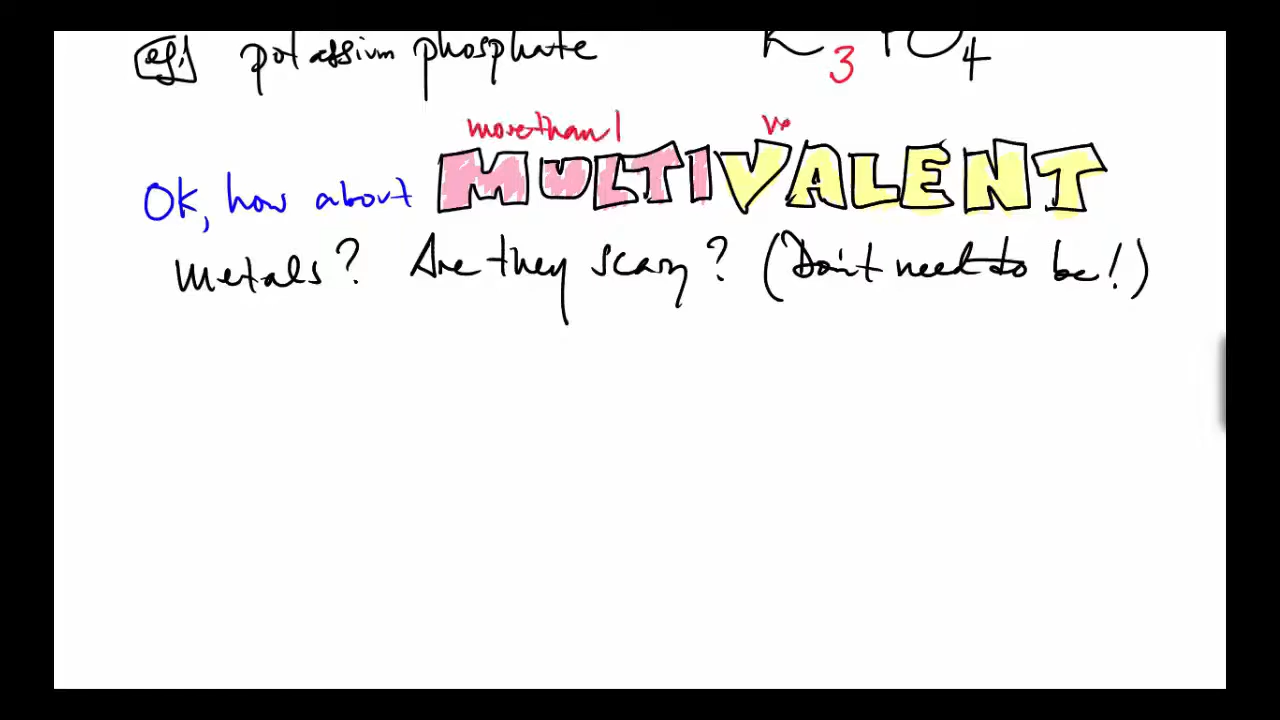 eg.) potassium phosphate K3PO4
more than 1
Ok, how about MULTIVALENT
metals? Are they scary? (Don't need to be!)